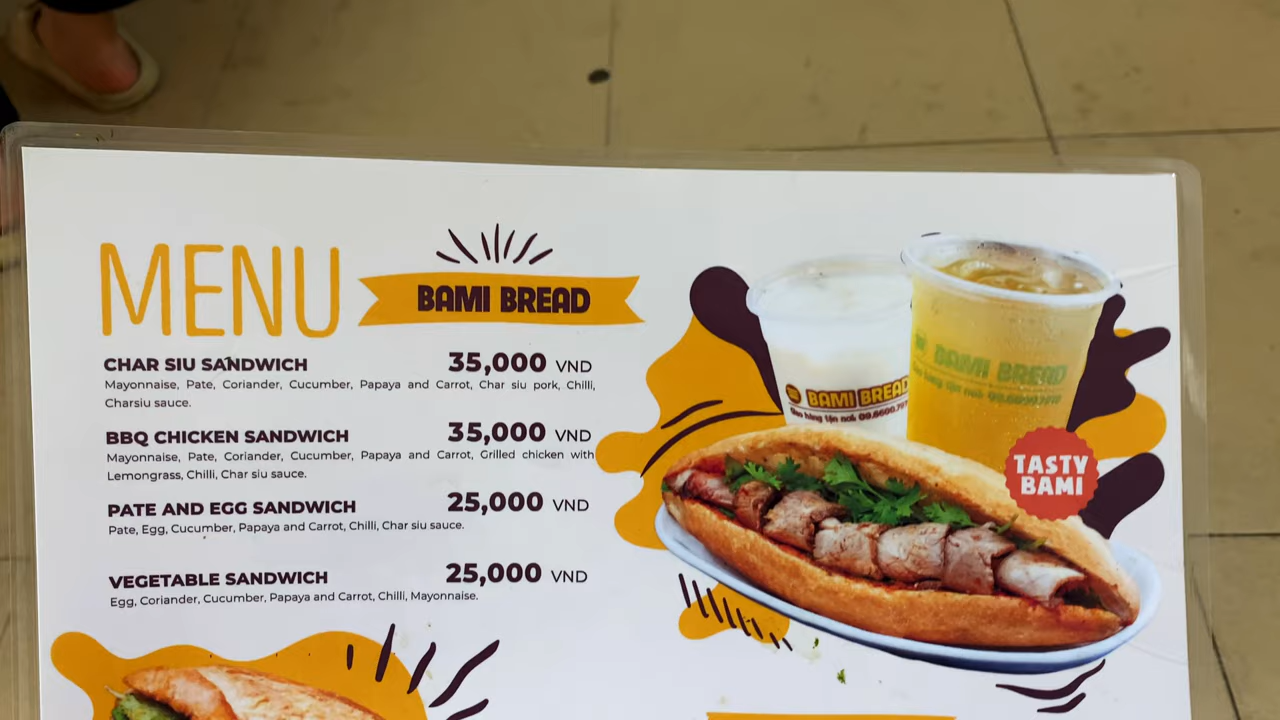 MENU
BAMI BREAD
CHAR SIU SANDWICH 35,000 VND
Mayonnaise, Pate, Coriander, Cucumber, Papaya and Carrot, Char siu pork, Chilli,
Charsiu sauce.
BBQ CHICKEN SANDWICH 35,000 VND
Mayonnaise, Pate, Coriander, Cucumber, Papaya and Carrot, Grilled chicken with
Lemongrass, Chilli, Char siu sauce.
PATE AND EGG SANDWICH 25,000 VND
Pate, Egg, Cucumber, Papaya and Carrot, Chilli, Char siu sauce.
VEGETABLE SANDWICH 25,000 VND
Egg, Coriander, Cucumber, Papaya and Carrot, Chilli, Mayonnaise.
BAMI BREAD
BAMI BREAD
TASTY
BAMI